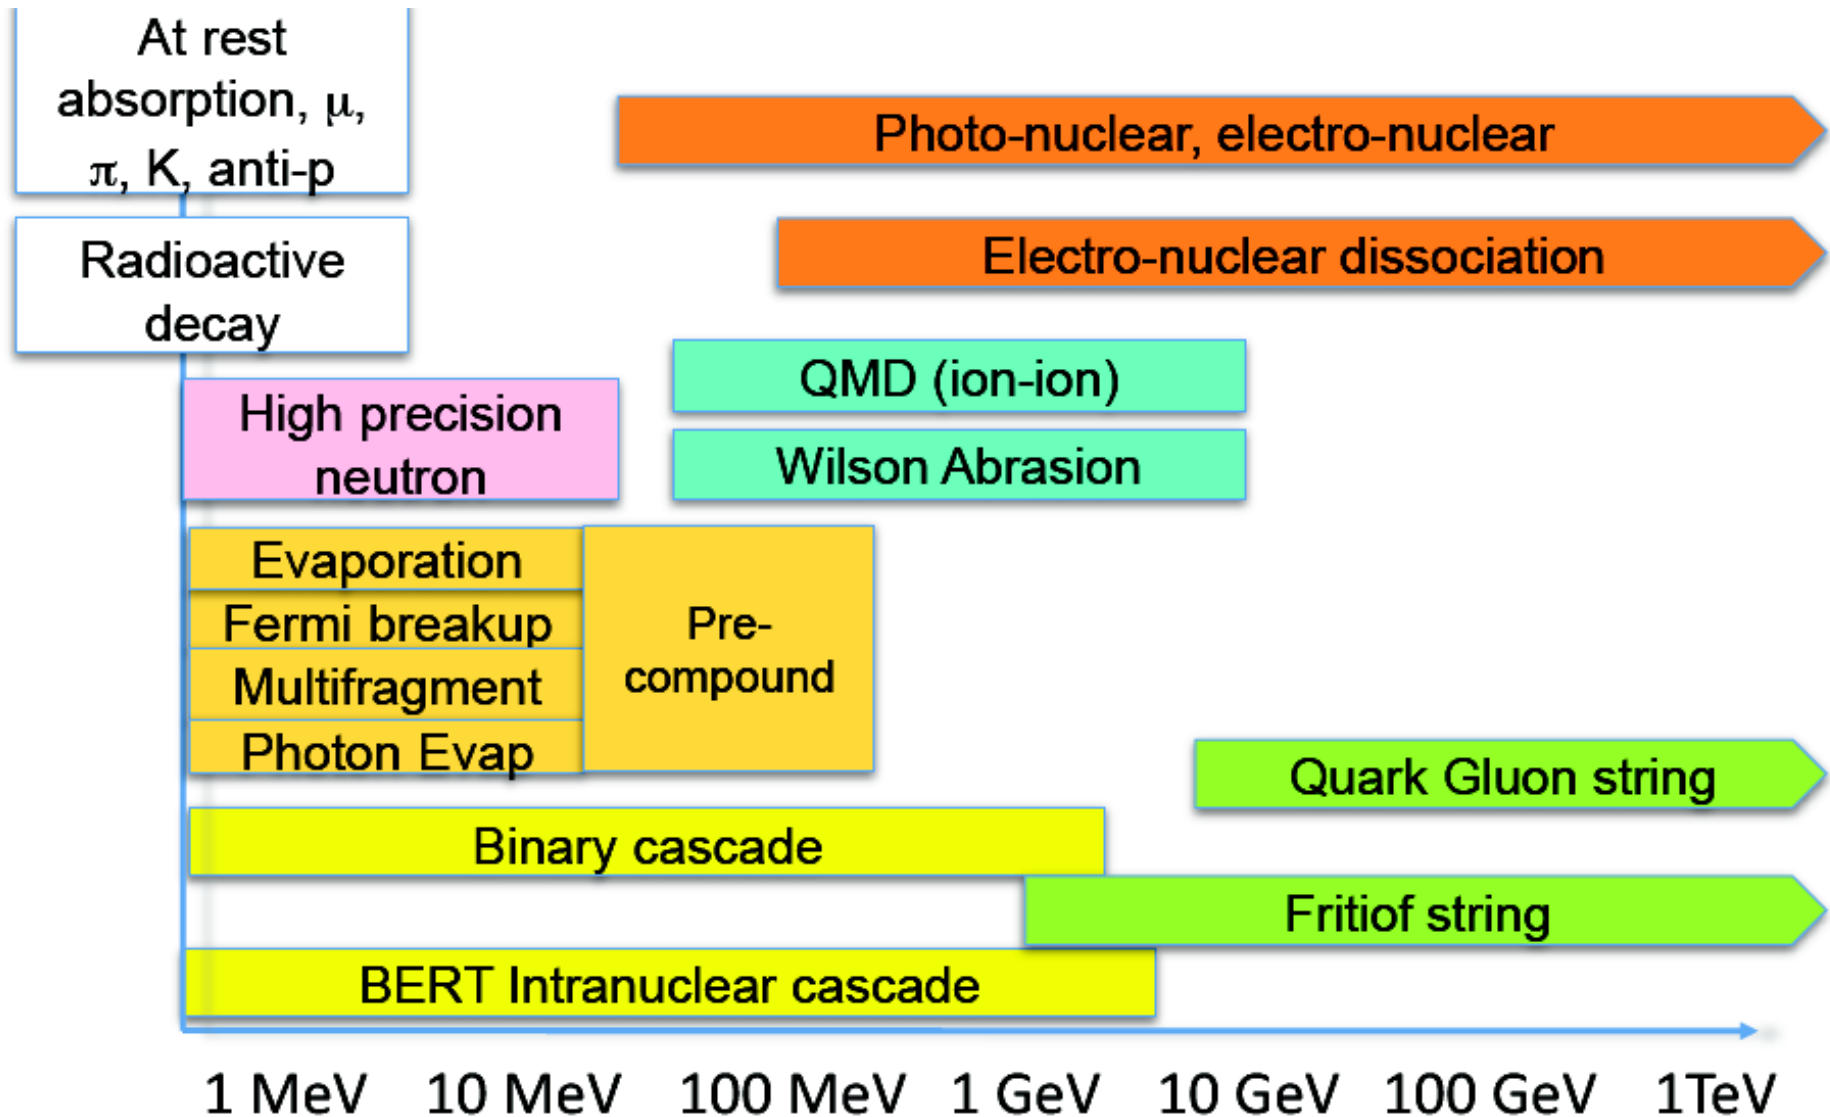 At rest
absorption, μ,
π, K, anti-p
Photo-nuclear, electro-nuclear
Radioactive
decay
Electro-nuclear dissociation
QMD (ion-ion)
High precision
neutron
Wilson Abrasion
Evaporation
Fermi breakup
Multifragment
Photon Evap
Pre-
compound
Quark Gluon string
Binary cascade
Fritiof string
BERT Intranuclear cascade
1 MeV 10 MeV 100 MeV 1 GeV 10 GeV 100 GeV 1TeV